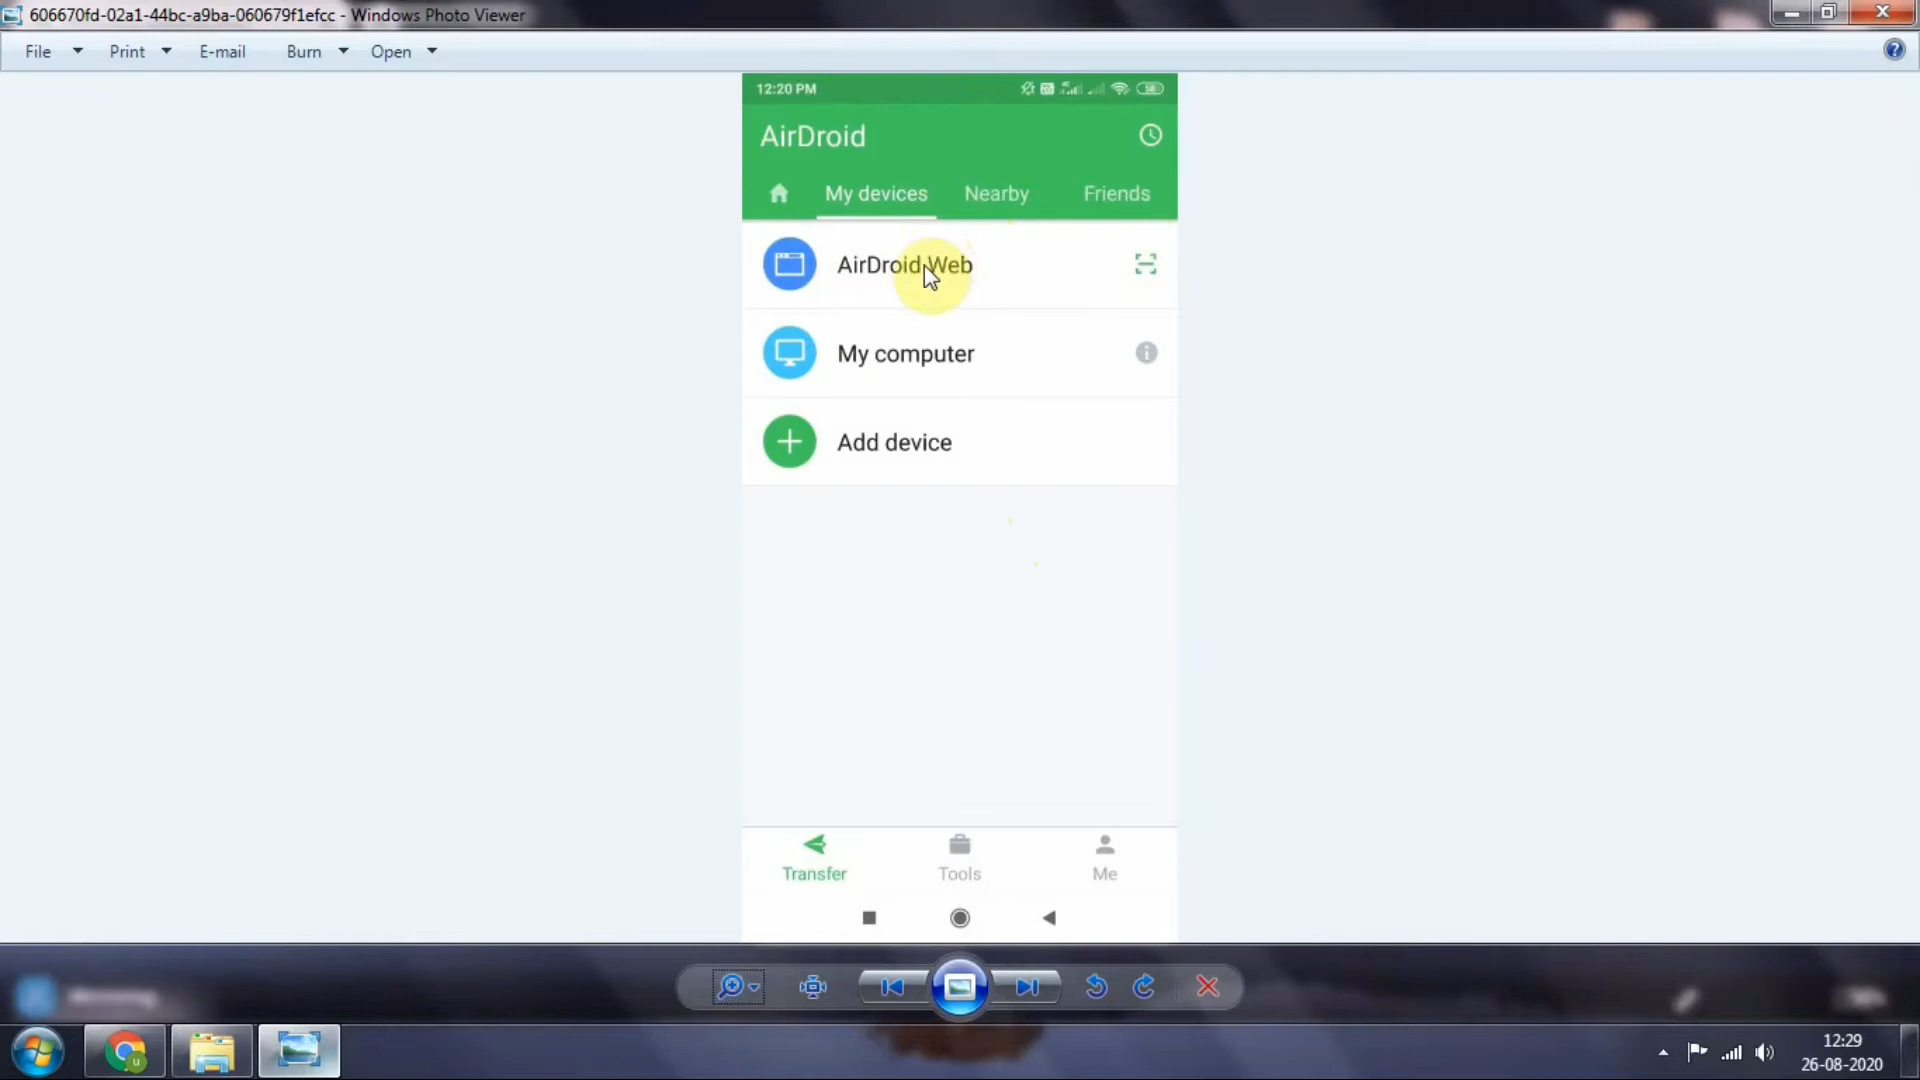 606670fd-02a1-44bc-a9ba-060679f1efcc - Windows Photo Viewer
File Print E-mail Burn Open
12:20 PM
AirDroid
My devices Nearby Friends
AirDroid Web
My computer
Add device
Transfer Tools Me
12:29
26-08-2020